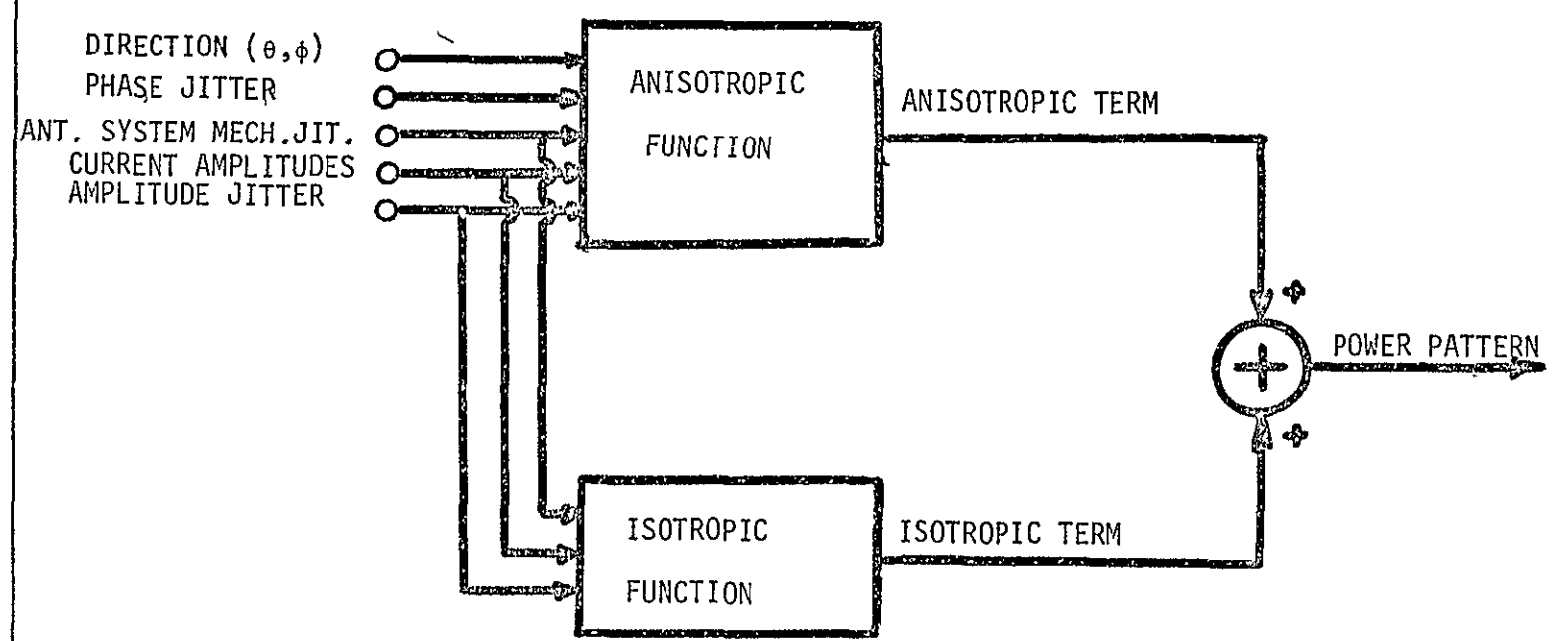 DIRECTION (θ,ϕ)
PHASE JITTER
ANT. SYSTEM MECH.JIT.
CURRENT AMPLITUDES
AMPLITUDE JITTER
ANISOTROPIC
FUNCTION
ANISOTROPIC TERM
+
+
POWER PATTERN
+
ISOTROPIC
FUNCTION
ISOTROPIC TERM